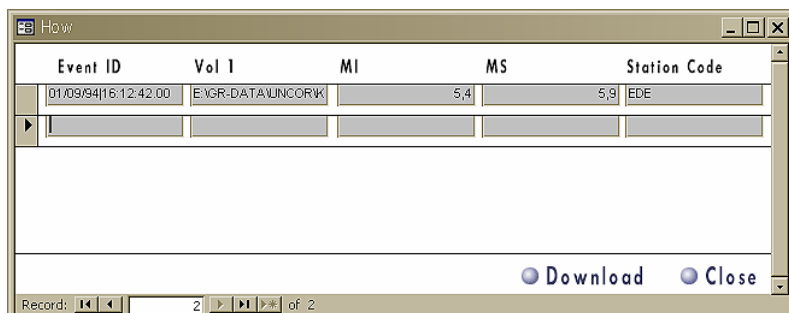 How
Event ID Vol 1 MI MS Station Code
01/09/94|16:12:42.00 E:\GR-DATA\UNCOR\K 5,4 5,9 EDE
Download Close
Record: 2 of 2